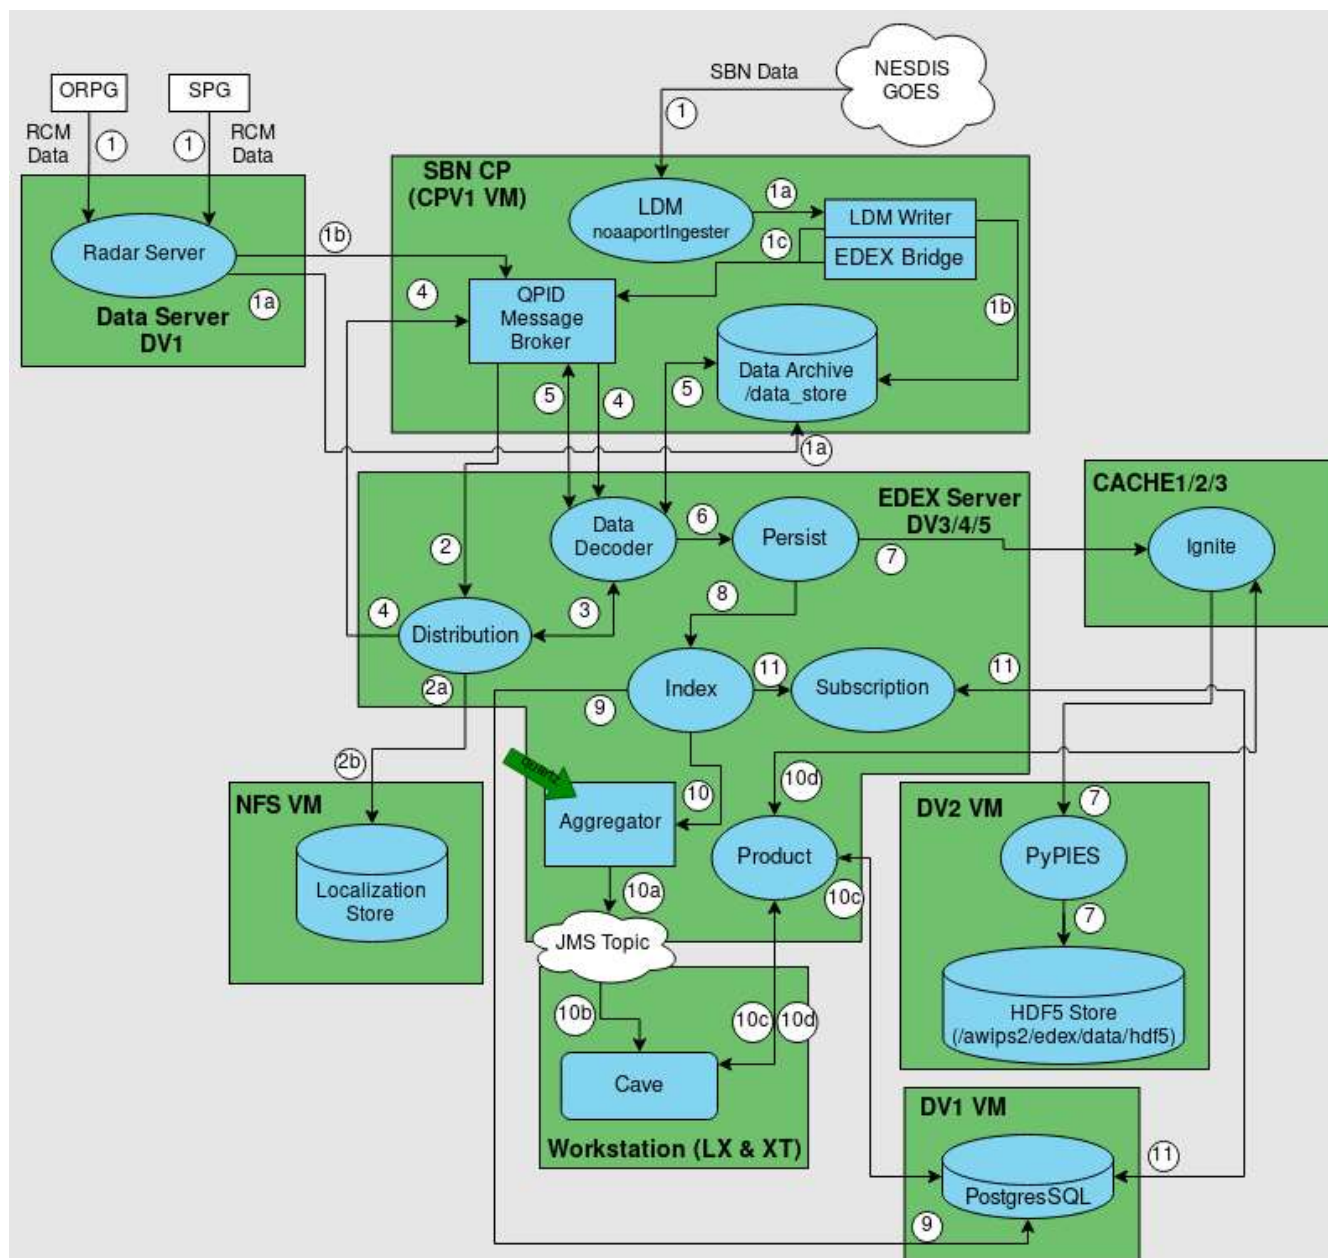 NESDIS
GOES
SBN Data
ORPG
SPG
RCM
Data
1
1
RCM
Data
1
SBN CP
(CPV1 VM)
LDM
noaaportIngester
1a
LDM Writer
EDEX Bridge
1c
1b
Radar Server
1b
1a
Data Server
DV1
4
QPID
Message
Broker
Data Archive
/data_store
5
4
5
1a
EDEX Server
DV3/4/5
CACHE1/2/3
Data
Decoder
6
Persist
7
Ignite
2
3
8
4
Distribution
2a
Index
11
Subscription
11
9
2b
quartz
10
10d
NFS VM
Aggregator
Product
DV2 VM
7
PyPIES
Localization
Store
10a
10c
7
JMS Topic
10b
10c
10d
HDF5 Store
(/awips2/edex/data/hdf5)
Cave
DV1 VM
Workstation (LX & XT)
11
PostgresSQL
9